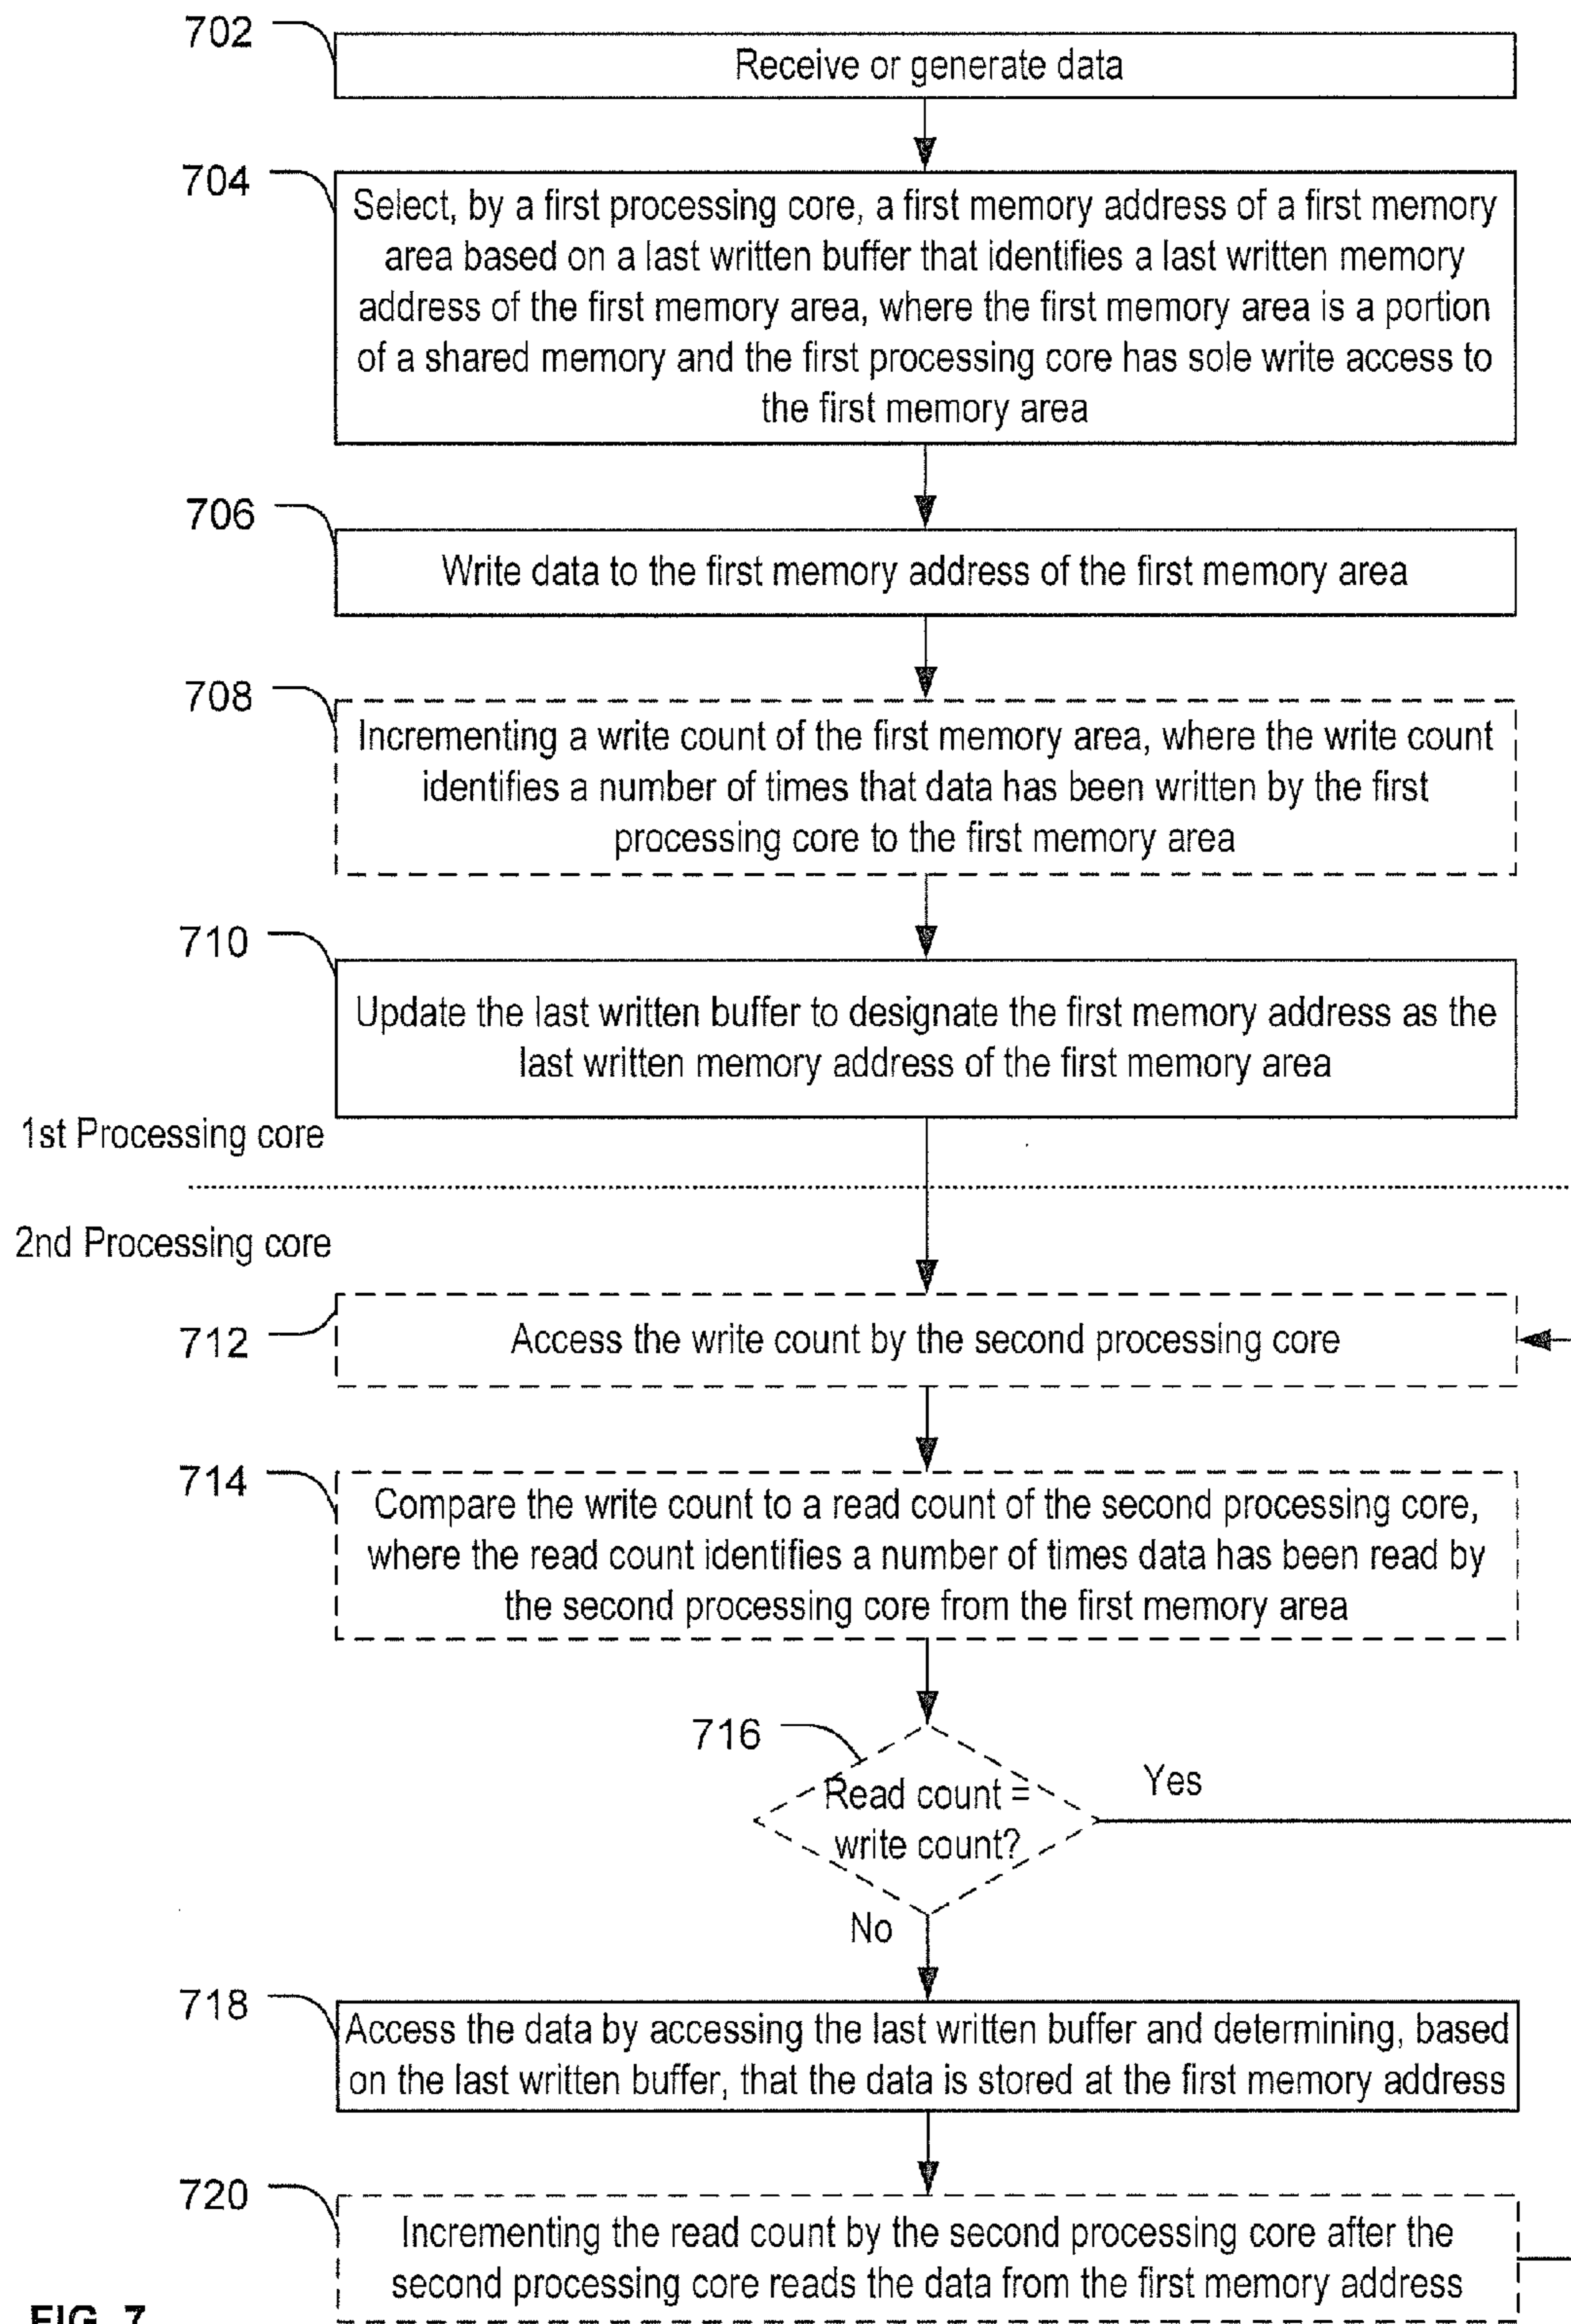 702
Receive or generate data
704
Select, by a first processing core, a first memory address of a first memory
area based on a last written buffer that identifies a last written memory
address of the first memory area, where the first memory area is a portion
of a shared memory and the first processing core has sole write access to
the first memory area
706
Write data to the first memory address of the first memory area
708
Incrementing a write count of the first memory area, where the write count
identifies a number of times that data has been written by the first
processing core to the first memory area
710
Update the last written buffer to designate the first memory address as the
last written memory address of the first memory area
1st Processing core
2nd Processing core
712
Access the write count by the second processing core
714
Compare the write count to a read count of the second processing core,
where the read count identifies a number of times data has been read by
the second processing core from the first memory area
716
Read count =
write count?
Yes
No
718
Access the data by accessing the last written buffer and determining, based
on the last written buffer, that the data is stored at the first memory address
720
Incrementing the read count by the second processing core after the
second processing core reads the data from the first memory address
FIG. 7